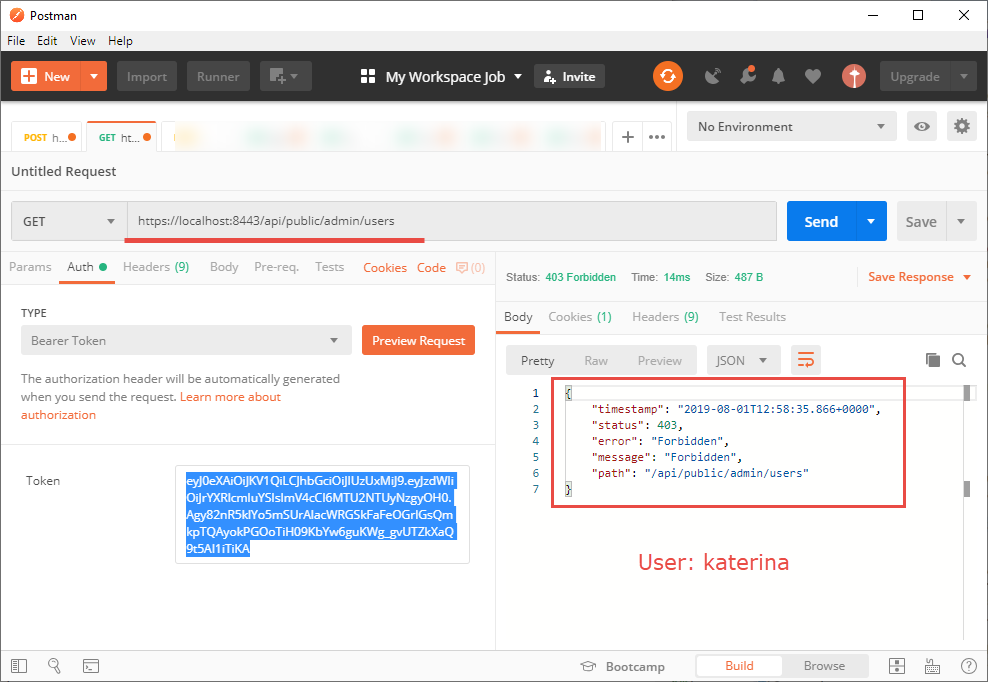 Postman
File Edit View Help
New Import Runner My Workspace Job Invite Upgrade
POST h... GET ht... No Environment
Untitled Request
GET https://localhost:8443/api/public/admin/users Send Save
Params Auth Headers (9) Body Pre-req. Tests Cookies Code (0)
Status: 403 Forbidden Time: 14ms Size: 487 B Save Response
TYPE
Bearer Token Preview Request
The authorization header will be automatically generated
when you send the request. Learn more about
authorization
Token
eyJ0eXAiOiJKV1QiLCJhbGciOiJIUzUxMiJ9.eyJzdWIi
OiJrYXRlcmluYSIsImV4cCI6MTU2NTUyNzgyOH0.
Agy82nR5klYo5mSUrAIacWRGSkFaFeOGrlGsQm
kpTQAyokPGOoTiH09KbYw6guKWg_gvUTZkXaQ
9t5Al1iTiKA
Body Cookies (1) Headers (9) Test Results
Pretty Raw Preview JSON
1 {
2 "timestamp": "2019-08-01T12:58:35.866+0000",
3 "status": 403,
4 "error": "Forbidden",
5 "message": "Forbidden",
6 "path": "/api/public/admin/users"
7 }
User: katerina
Bootcamp Build Browse